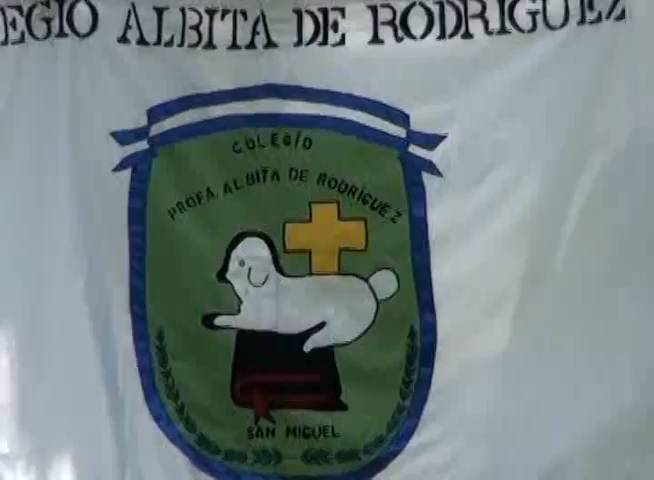 EGIO ALBITA DE RODRIGUEZ
COLEGIO
PROFA. ALBITA DE RODRIGUEZ
SAN MIGUEL